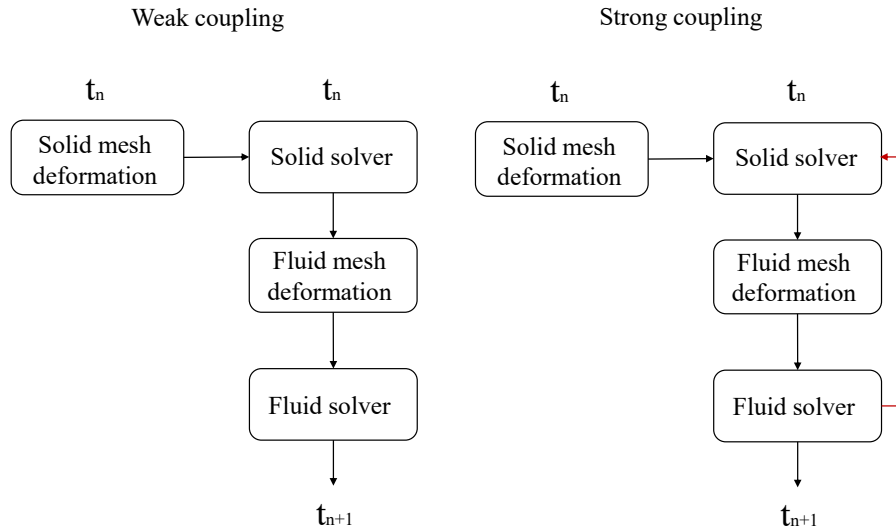 Weak coupling
tn
tn
Solid mesh
deformation
Solid solver
Fluid mesh
deformation
Fluid solver
tn+1
Strong coupling
tn
tn
Solid mesh
deformation
Solid solver
Fluid mesh
deformation
Fluid solver
tn+1